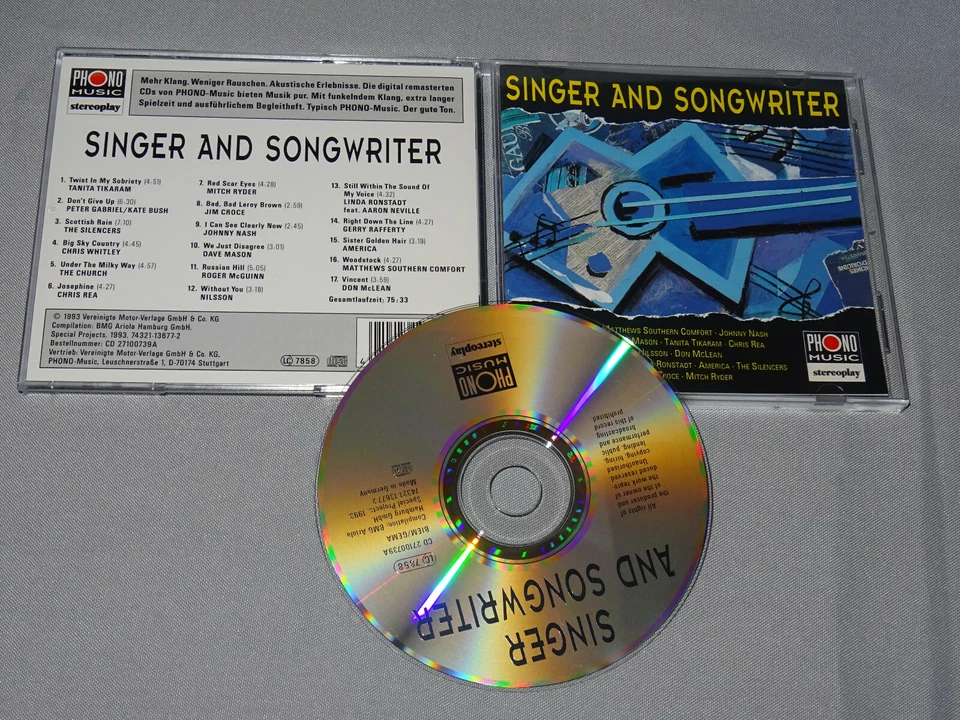 PHONO
MUSIC
stereoplay
Mehr Klang. Weniger Rauschen. Akustische Erlebnisse. Die digital remasterten
CDs von PHONO-Music bieten Musik pur. Mit funkelndem Klang, extra langer
Spielzeit und ausführlichem Begleitheft. Typisch PHONO-Music. Der gute Ton.
SINGER AND SONGWRITER
1. Twist In My Sobriety (4:51)
TANITA TIKARAM
2. Don't Give Up (6.30)
PETER GABRIEL/KATE BUSH
3. Scottish Rain (7.10)
THE SILENCERS
4. Big Sky Country (4.45)
CHRIS WHITLEY
5. Under The Milky Way (4:57)
THE CHURCH
6. Josephine (4.27)
CHRIS REA
7. Red Scar Eyes (4:28)
MITCH RYDER
8. Bad, Bad Leroy Brown (2:59)
JIM CROCE
9. I Can See Clearly Now (2.45)
JOHNNY NASH
10. We Just Disagree (3.01)
DAVE MASON
11. Russian Hill (5:05)
ROGER McGUINN
12. Without You (3:18)
NILSSON
13. Still Within The Sound Of
My Voice (4.32)
LINDA RONSTADT
feat. AARON NEVILLE
14. Right Down The Line (4.27)
GERRY RAFFERTY
15. Sister Golden Hair (3.19)
AMERICA
16. Woodstock (4.27)
MATTHEWS SOUTHERN COMFORT
17. Vincent (3.59)
DON McLEAN
Gesamtlaufzeit: 75:33
© 1993 Vereinigte Motor-Verlage GmbH & Co. KG
Compilation: BMG Ariola Hamburg GmbH.
Special Projects. 1993. 74321-13677-2
Bestellnummer: CD 27100739A
Vertrieb: Vereinigte Motor-Verlage GmbH & Co. KG,
PHONO-Music, Leuschnerstraße 1, D-70174 Stuttgart
LC 7858
SINGER AND SONGWRITER
MATTHEWS SOUTHERN COMFORT · JOHNNY NASH
MASON · TANITA TIKARAM · CHRIS REA
NILSSON · DON MCLEAN
RONSTADT · AMERICA · THE SILENCERS
CROCE · MITCH RYDER
PHONO
MUSIC
stereoplay
SINGER
AND SONGWRITER
LC 7858
CD 27100739A
BIEM/GEMA
Compilation: BMG Ariola
Hamburg GmbH.
Special Project: 1993.
74321 13677-2
Made in Germany
All rights of
the producer and
of the owner of
the work repro-
duced reserved
Unauthorised
copying, hiring,
lending, public
performance and
broadcasting
of this record
prohibited
PHONO
MUSIC
stereoplay